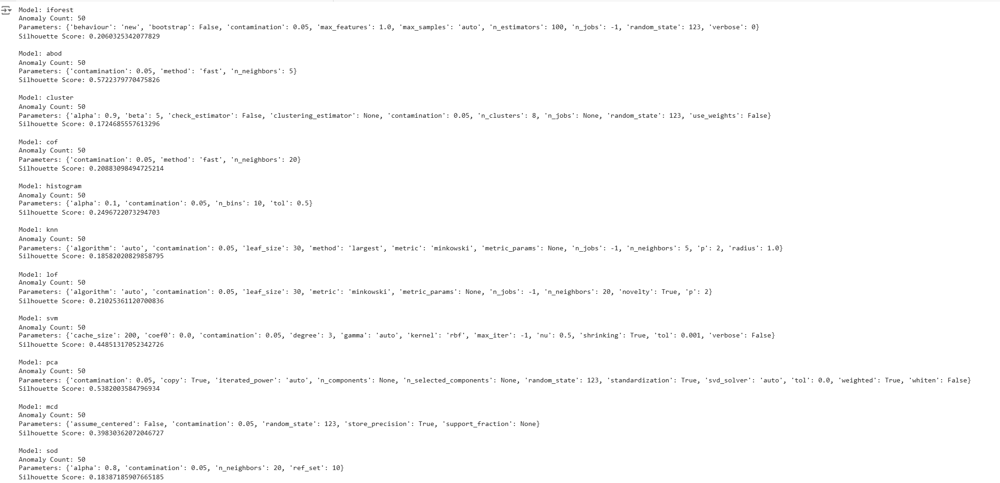 Model: iforest
Anomaly Count: 50
Parameters: {'behaviour': 'new', 'bootstrap': False, 'contamination': 0.05, 'max_features': 1.0, 'max_samples': 'auto', 'n_estimators': 100, 'n_jobs': -1, 'random_state': 123, 'verbose': 0}
Silhouette Score: 0.2060325342077829
Model: abod
Anomaly Count: 50
Parameters: {'contamination': 0.05, 'method': 'fast', 'n_neighbors': 5}
Silhouette Score: 0.5722379770475826
Model: cluster
Anomaly Count: 50
Parameters: {'alpha': 0.9, 'beta': 5, 'check_estimator': False, 'clustering_estimator': None, 'contamination': 0.05, 'n_clusters': 8, 'n_jobs': None, 'random_state': 123, 'use_weights': False}
Silhouette Score: 0.1724685557613296
Model: cof
Anomaly Count: 50
Parameters: {'contamination': 0.05, 'method': 'fast', 'n_neighbors': 20}
Silhouette Score: 0.20883098494725214
Model: histogram
Anomaly Count: 50
Parameters: {'alpha': 0.1, 'contamination': 0.05, 'n_bins': 10, 'tol': 0.5}
Silhouette Score: 0.2496722073294703
Model: knn
Anomaly Count: 50
Parameters: {'algorithm': 'auto', 'contamination': 0.05, 'leaf_size': 30, 'method': 'largest', 'metric': 'minkowski', 'metric_params': None, 'n_jobs': -1, 'n_neighbors': 5, 'p': 2, 'radius': 1.0}
Silhouette Score: 0.18582020829858795
Model: lof
Anomaly Count: 50
Parameters: {'algorithm': 'auto', 'contamination': 0.05, 'leaf_size': 30, 'metric': 'minkowski', 'metric_params': None, 'n_jobs': -1, 'n_neighbors': 20, 'novelty': True, 'p': 2}
Silhouette Score: 0.21025361120700836
Model: svm
Anomaly Count: 50
Parameters: {'cache_size': 200, 'coef0': 0.0, 'contamination': 0.05, 'degree': 3, 'gamma': 'auto', 'kernel': 'rbf', 'max_iter': -1, 'nu': 0.5, 'shrinking': True, 'tol': 0.001, 'verbose': False}
Silhouette Score: 0.44851317052342726
Model: pca
Anomaly Count: 50
Parameters: {'contamination': 0.05, 'copy': True, 'iterated_power': 'auto', 'n_components': None, 'n_selected_components': None, 'random_state': 123, 'standardization': True, 'svd_solver': 'auto', 'tol': 0.0, 'weighted': True, 'whiten': False}
Silhouette Score: 0.5382003584796934
Model: mcd
Anomaly Count: 50
Parameters: {'assume_centered': False, 'contamination': 0.05, 'random_state': 123, 'store_precision': True, 'support_fraction': None}
Silhouette Score: 0.39830362072046727
Model: sod
Anomaly Count: 50
Parameters: {'alpha': 0.8, 'contamination': 0.05, 'n_neighbors': 20, 'ref_set': 10}
Silhouette Score: 0.18387185907665185